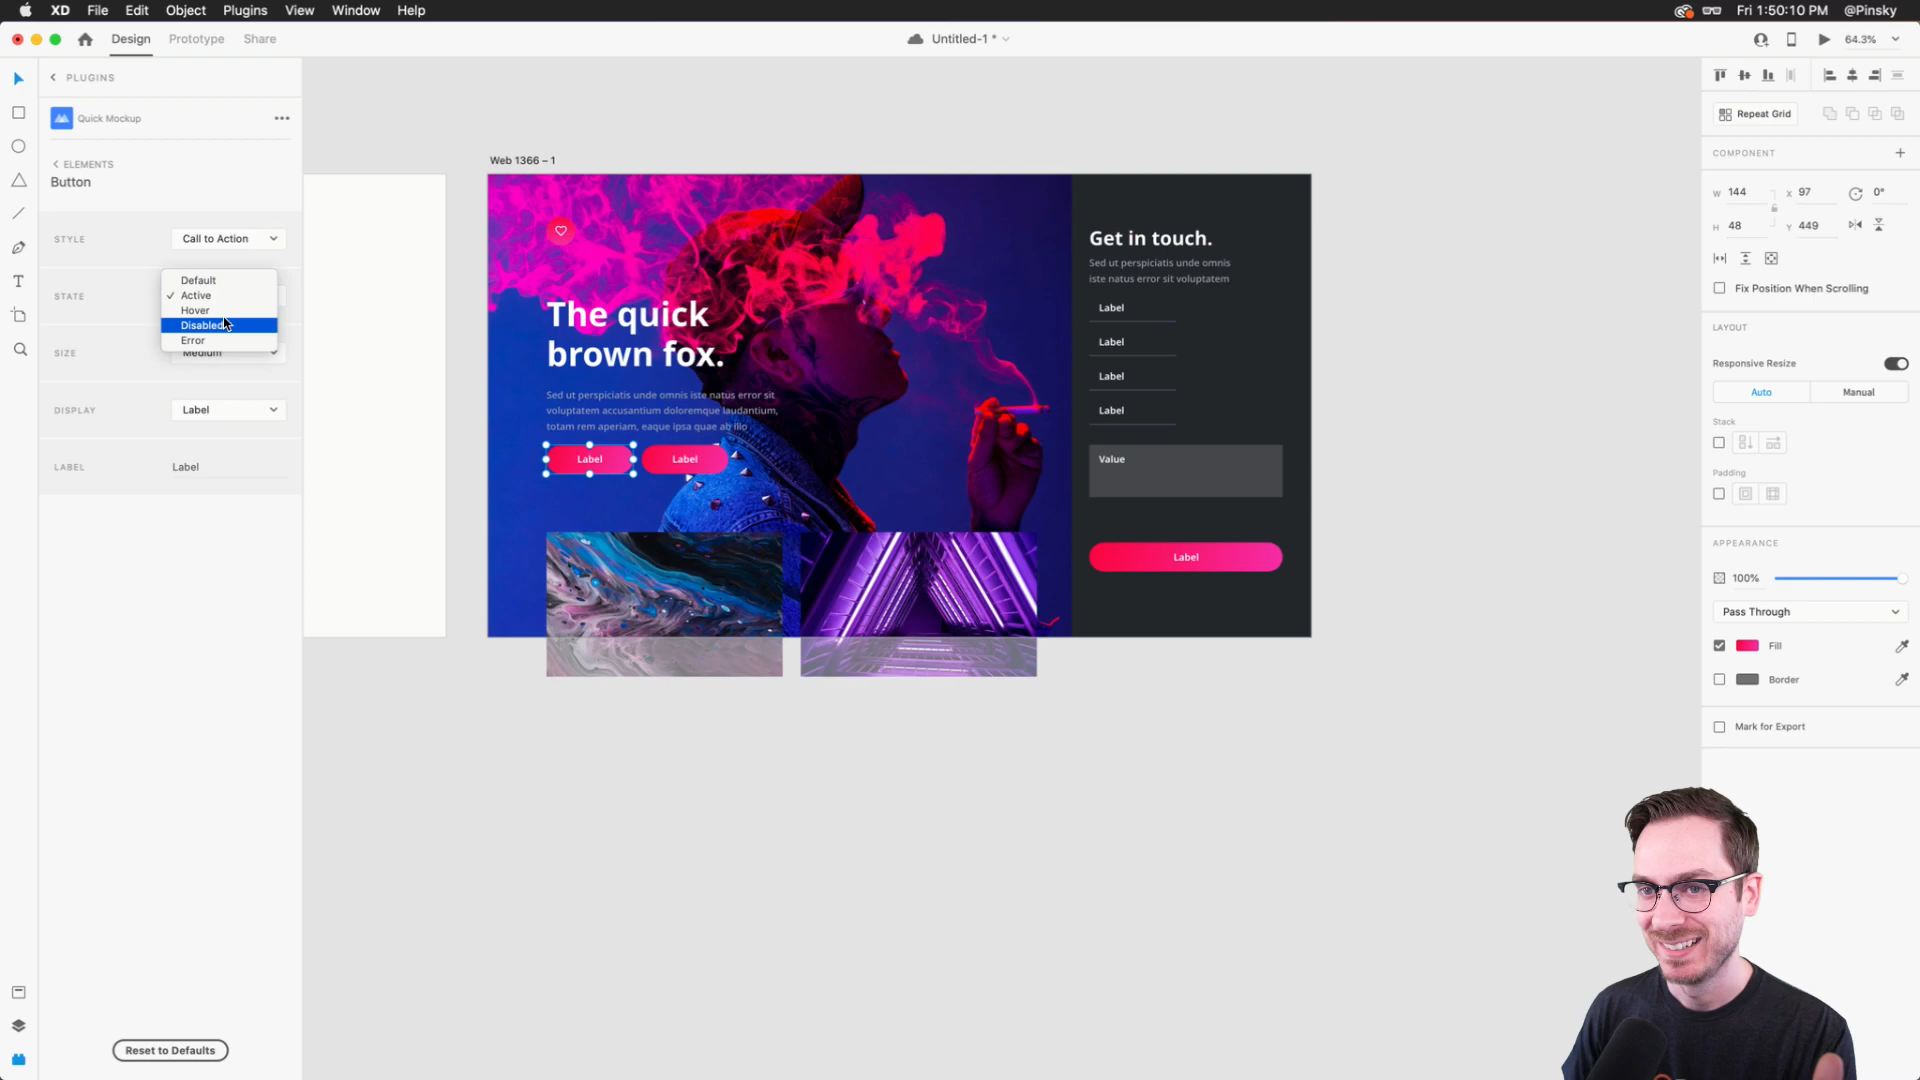 XD File Edit Object Plugins View Window Help
Fri 1:50:10 PM @Pinsky
Design Prototype Share
Untitled-1 *
64.3%
PLUGINS
Quick Mockup
ELEMENTS
Button
STYLE Call to Action
STATE
Default
Active
Hover
Disabled
Error
SIZE Medium
DISPLAY Label
LABEL Label
Reset to Defaults
Web 1366 – 1
The quick
brown fox.
Sed ut perspiciatis unde omnis iste natus error sit
voluptatem accusantium doloremque laudantium,
totam rem aperiam, eaque ipsa quae ab illo
Label Label
Get in touch.
Sed ut perspiciatis unde omnis
iste natus error sit voluptatem
Label
Label
Label
Label
Value
Label
Repeat Grid
COMPONENT
W 144 X 97 0°
H 48 Y 449
Fix Position When Scrolling
LAYOUT
Responsive Resize
Auto Manual
Stack
Padding
APPEARANCE
100%
Pass Through
Fill
Border
Mark for Export